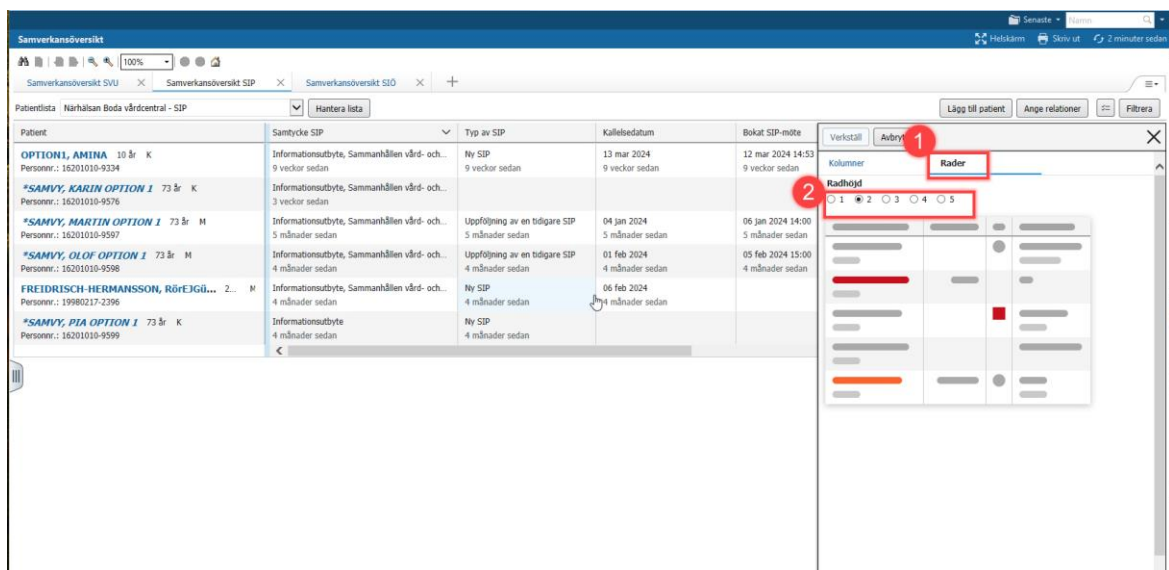 Senaste Namn
Samverkansöversikt Helskärm Skriv ut 2 minuter sedan
100%
Samverkansöversikt SVU Samverkansöversikt SIP Samverkansöversikt SIÖ
Patientlista Närhälsan Boda vårdcentral - SIP Hantera lista Lägg till patient Ange relationer Filtrera
Patient Samtycke SIP Typ av SIP Kallelsedatum Bokat SIP-möte Verkställ Avbryt 1
OPTION1, AMINA 10 år K Informationsutbyte, Sammanhållen vård- och... Ny SIP 13 mar 2024 12 mar 2024 14:53
Personnr.: 16201010-9334 9 veckor sedan 9 veckor sedan 9 veckor sedan 9 veckor sedan
Kolumner Rader
*SAMVY, KARIN OPTION 1 73 år K Informationsutbyte, Sammanhållen vård- och...
Personnr.: 16201010-9576 3 veckor sedan
Radhöjd
2 1 2 3 4 5
*SAMVY, MARTIN OPTION 1 73 år M Informationsutbyte, Sammanhållen vård- och... Uppföljning av en tidigare SIP 04 jan 2024 06 jan 2024 14:00
Personnr.: 16201010-9597 5 månader sedan 5 månader sedan 5 månader sedan 5 månader sedan
*SAMVY, OLOF OPTION 1 73 år M Informationsutbyte, Sammanhållen vård- och... Uppföljning av en tidigare SIP 01 feb 2024 05 feb 2024 15:00
Personnr.: 16201010-9598 4 månader sedan 4 månader sedan 4 månader sedan 4 månader sedan
FREIDRISCH-HERMANSSON, RörEJGü... 2... M Informationsutbyte, Sammanhållen vård- och... Ny SIP 06 feb 2024
Personnr.: 19980217-2396 4 månader sedan 4 månader sedan 4 månader sedan
*SAMVY, PIA OPTION 1 73 år K Informationsutbyte Ny SIP
Personnr.: 16201010-9599 4 månader sedan 4 månader sedan